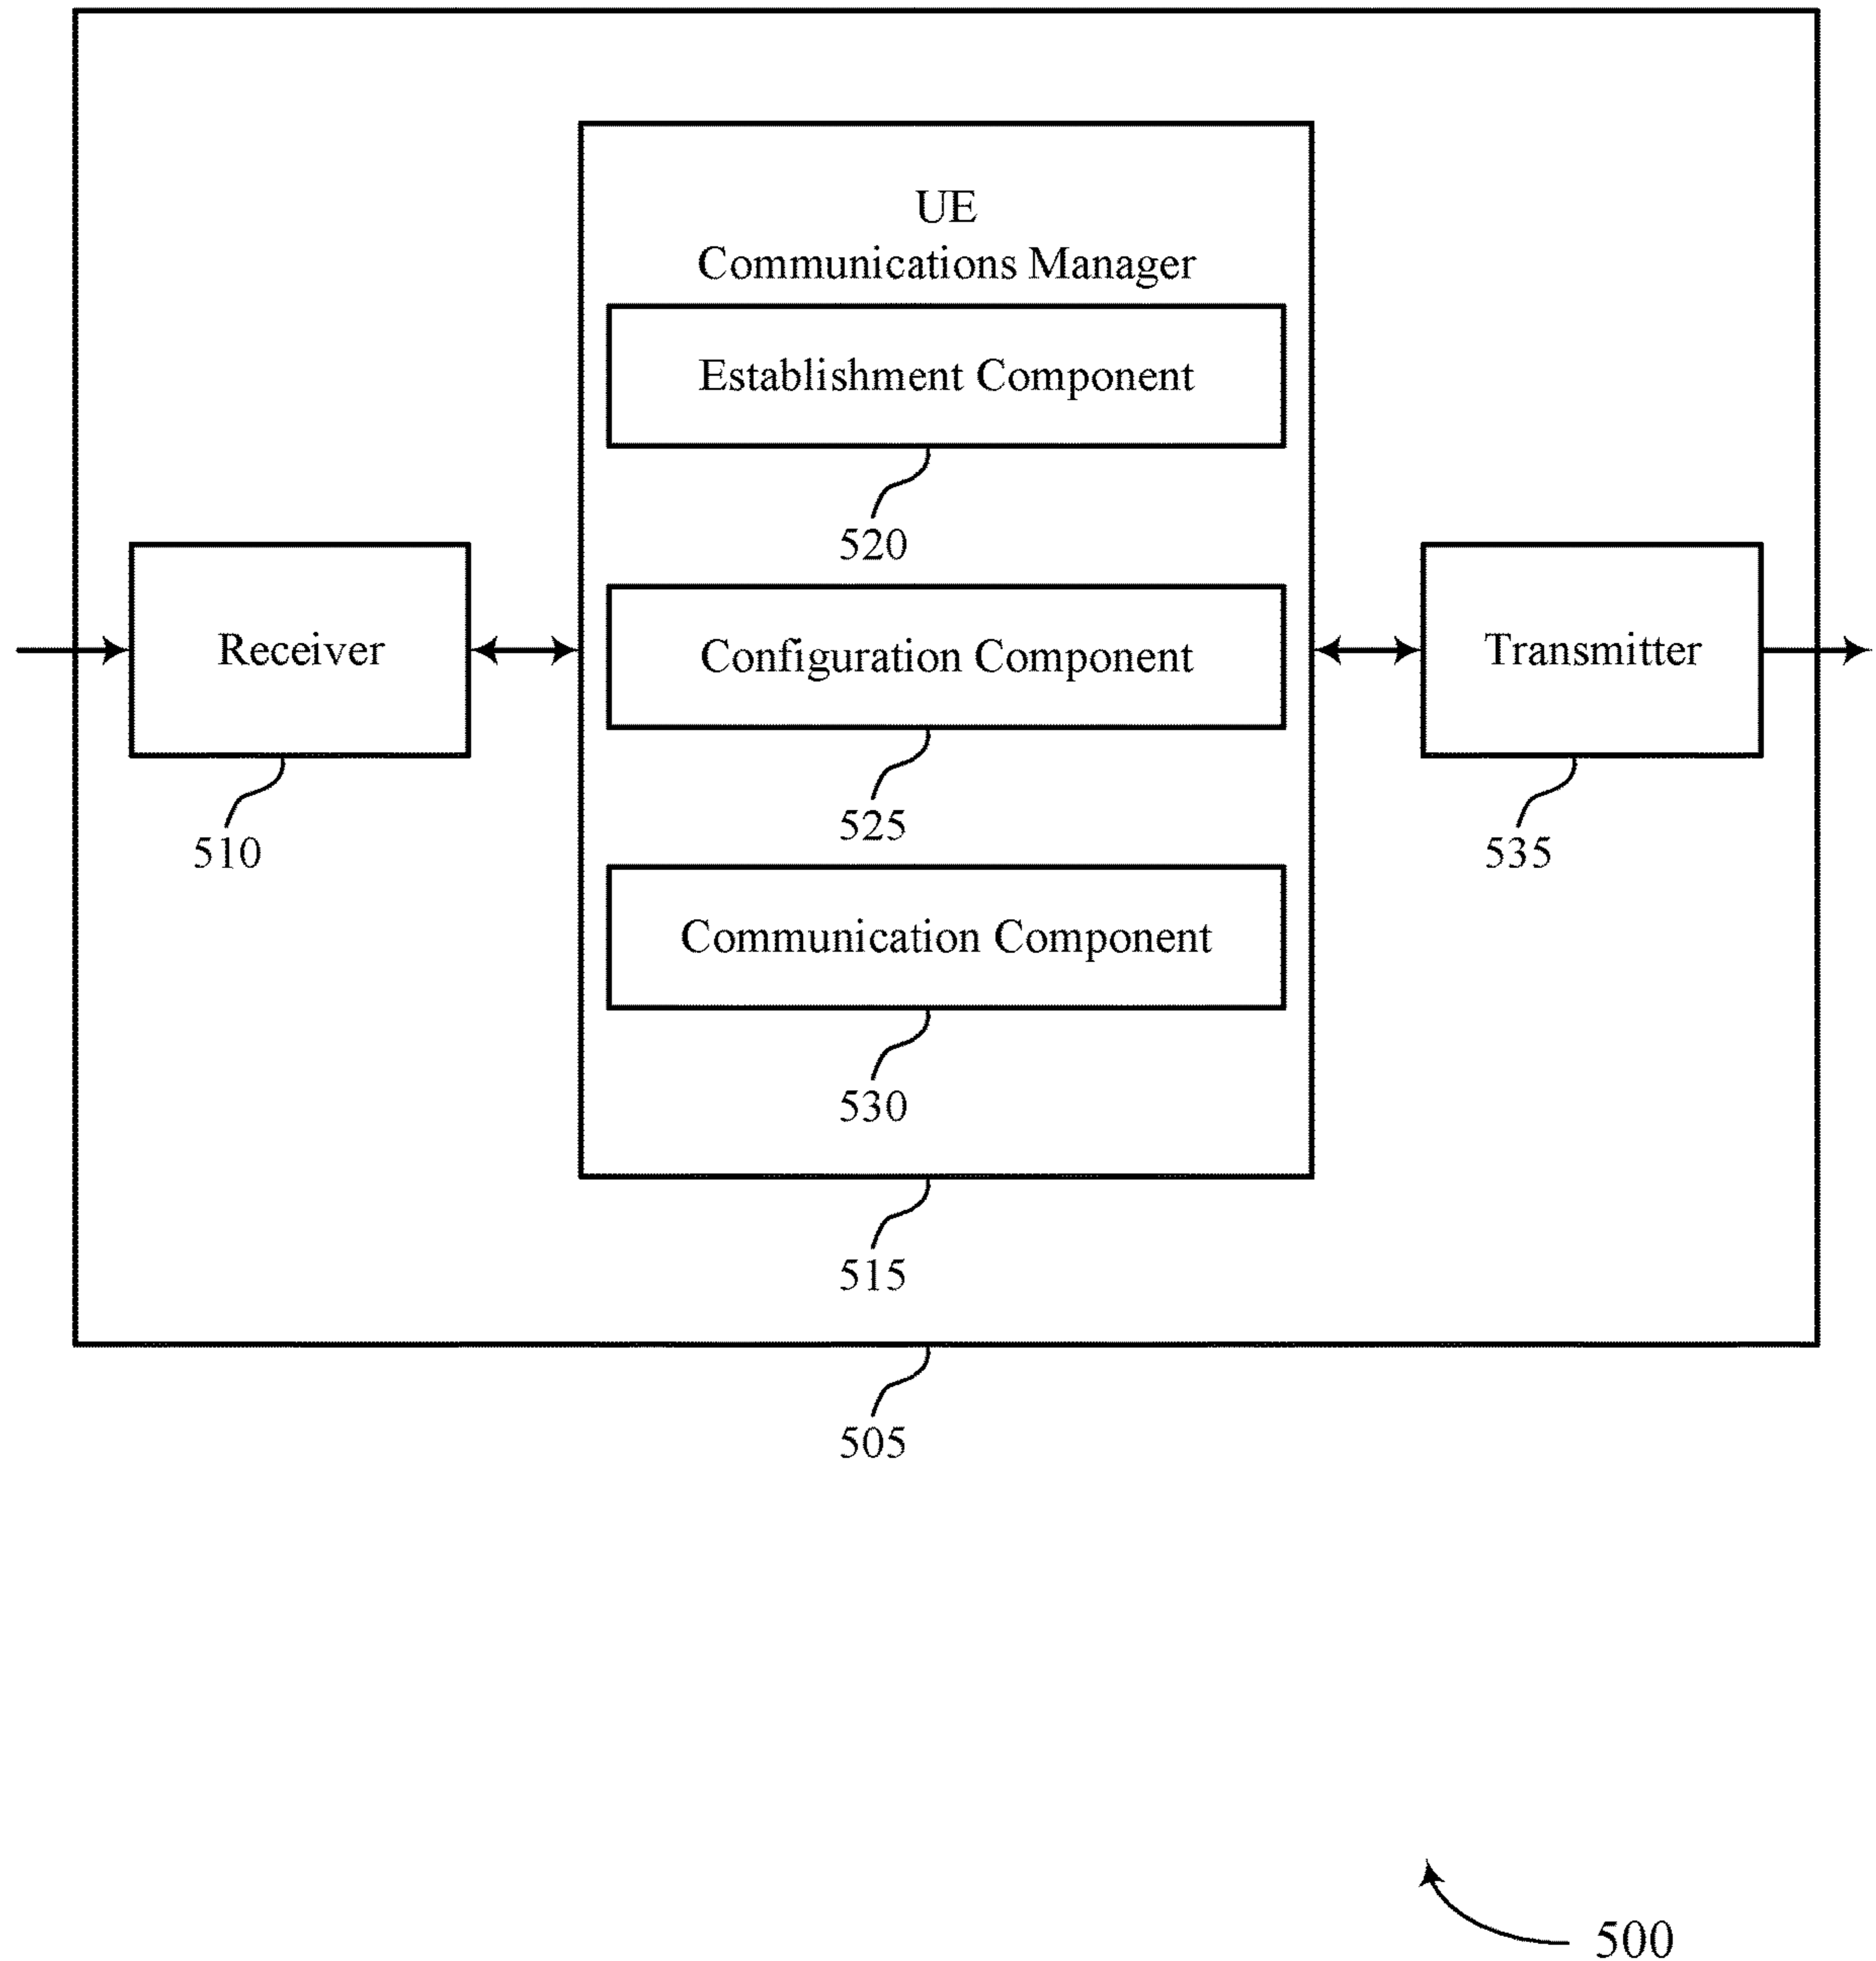 UE
Communications Manager
Establishment Component
520
Receiver
Configuration Component
Transmitter
510
525
535
Communication Component
530
515
505
500